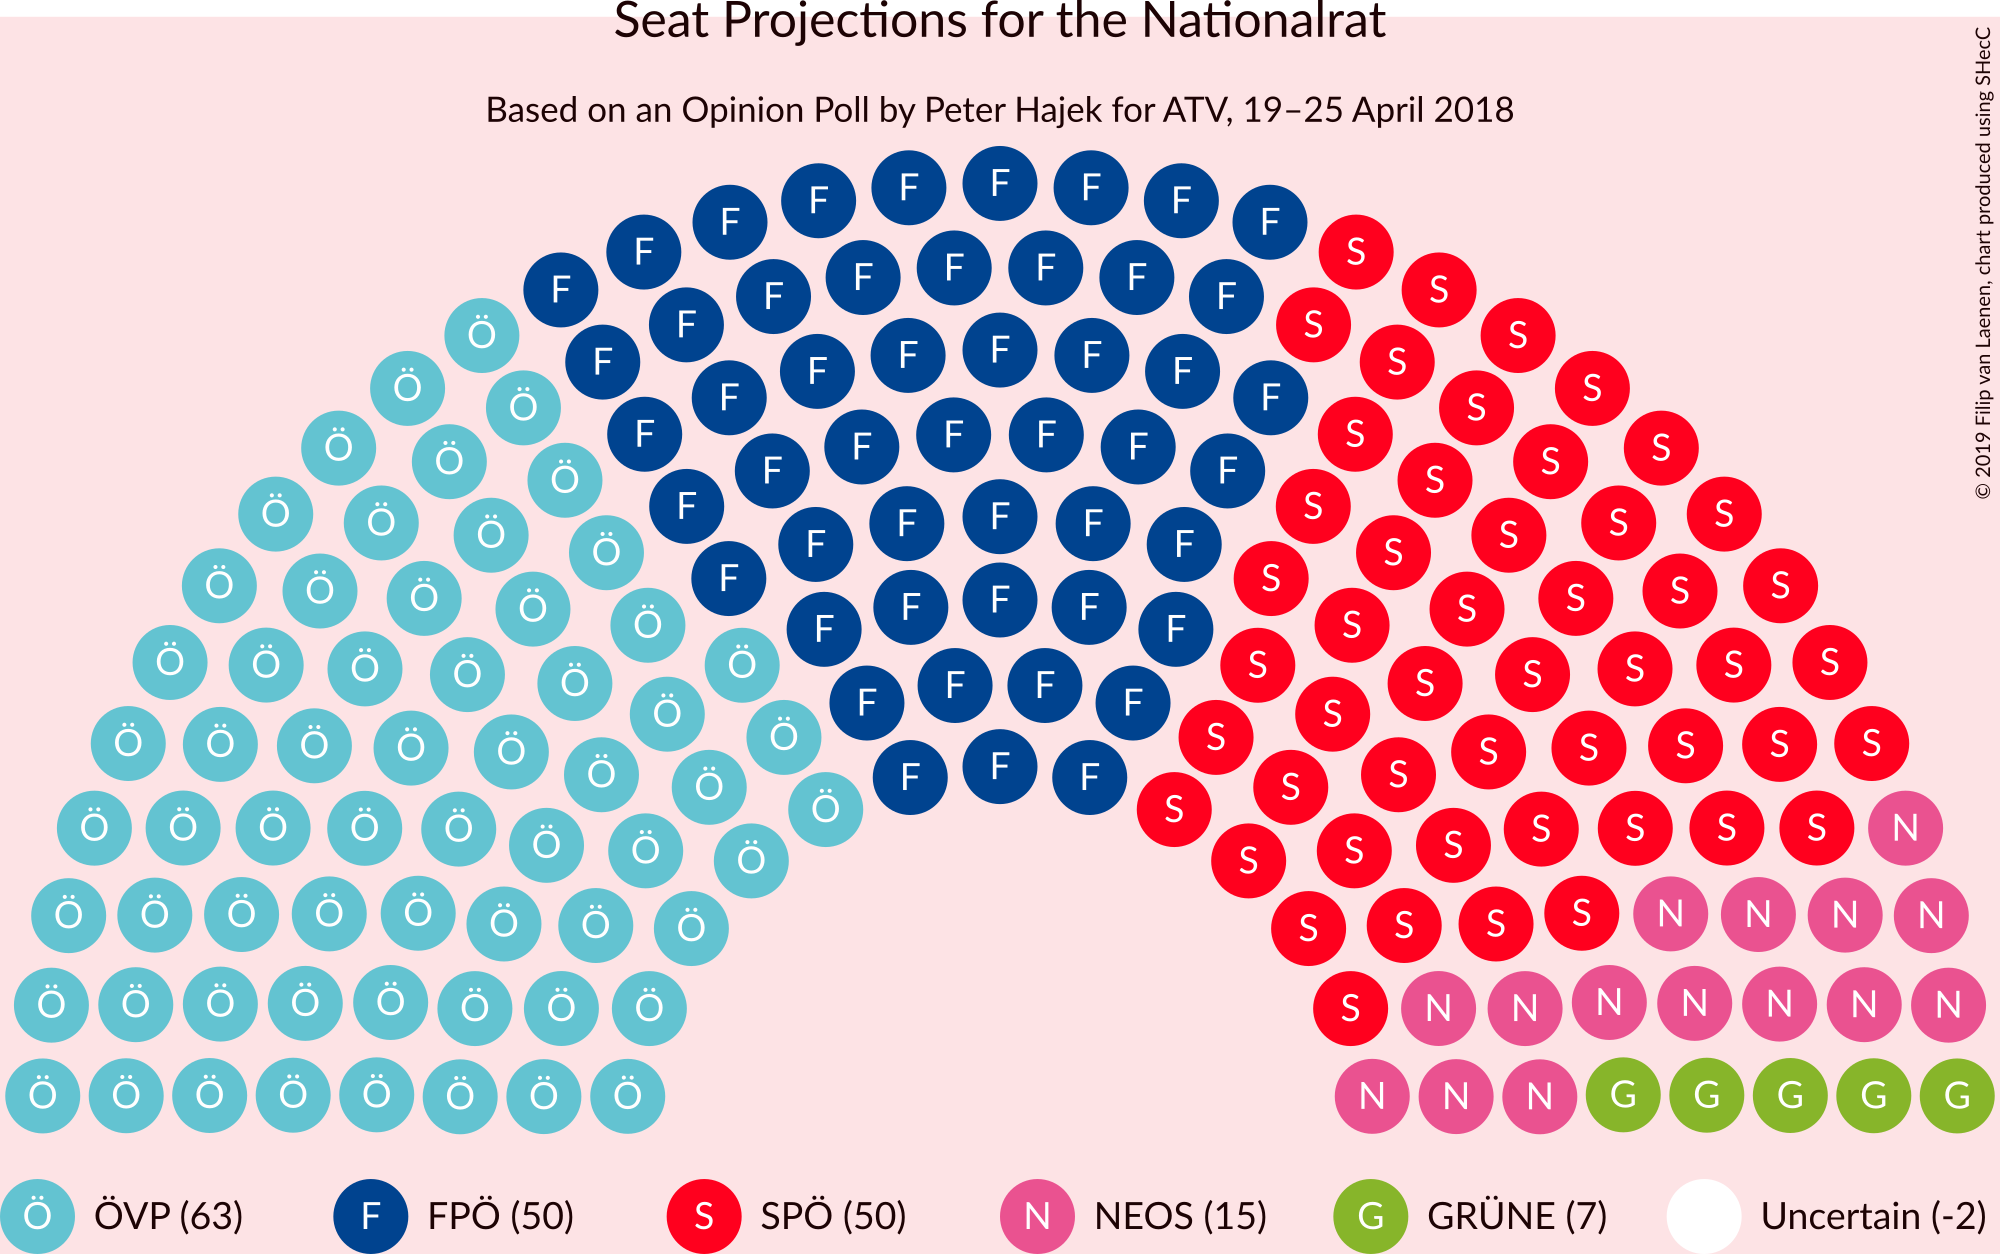 Seat Projections for the Nationalrat
Based on an Opinion Poll by Peter Hajek for ATV, 19–25 April 2018
© 2019 Filip van Laenen, chart produced using SHecC
F F F F F F F
F F S S
F F F F F F S S
Ö F F S S
Ö Ö F F F F F F F S S S
Ö Ö Ö F F F F F F F S S S S
Ö Ö Ö Ö F F F F F F S S S S S
Ö Ö Ö Ö Ö F F F F F F S S S S S
Ö Ö Ö Ö Ö Ö Ö F F F F S S S S S S
Ö Ö Ö Ö Ö Ö Ö Ö F F F S S S S S S S S
Ö Ö Ö Ö Ö Ö Ö Ö Ö S S S S S S S S N
Ö Ö Ö Ö Ö Ö Ö Ö S S S S N N N N
Ö Ö Ö Ö Ö Ö Ö Ö S N N N N N N N
Ö Ö Ö Ö Ö Ö Ö Ö N N N G G G G G
Ö ÖVP (63) F FPÖ (50) S SPÖ (50) N NEOS (15) G GRÜNE (7) Uncertain (-2)